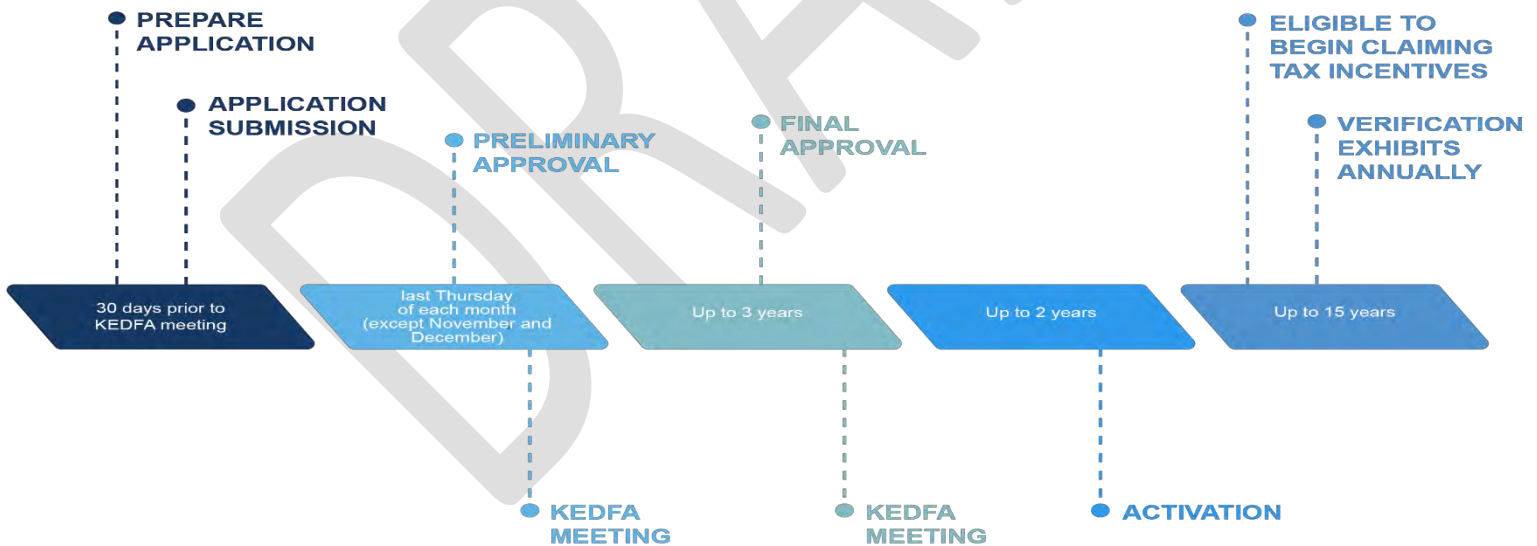 PREPARE
APPLICATION
APPLICATION
SUBMISSION
PRELIMINARY
APPROVAL
FINAL
APPROVAL
ELIGIBLE TO
BEGIN CLAIMING
TAX INCENTIVES
VERIFICATION
EXHIBITS
ANNUALLY
30 days prior to
KEDFA meeting
last Thursday
of each month
(except November and
December)
Up to 3 years
Up to 2 years
Up to 15 years
KEDFA
MEETING
KEDFA
MEETING
ACTIVATION